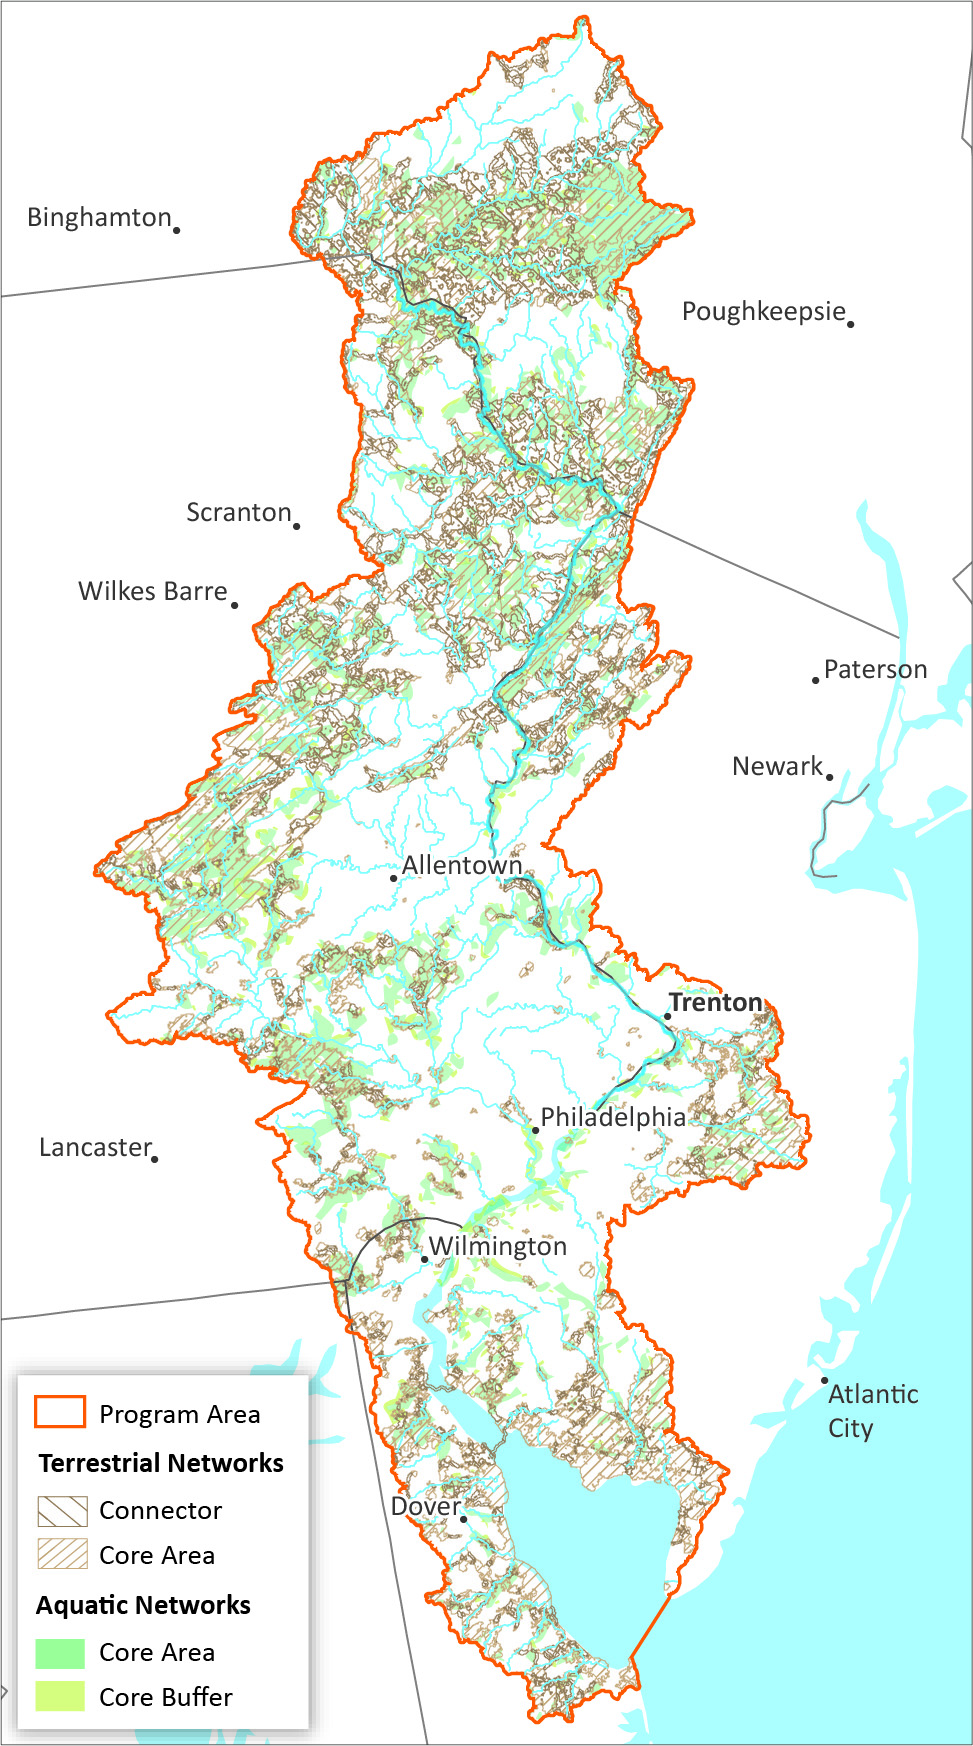 Binghamton
Poughkeepsie
Scranton
Wilkes Barre
Paterson
Newark
Allentown
Trenton
Philadelphia
Lancaster
Wilmington
Atlantic
City
Dover
Program Area
Terrestrial Networks
Connector
Core Area
Aquatic Networks
Core Area
Core Buffer